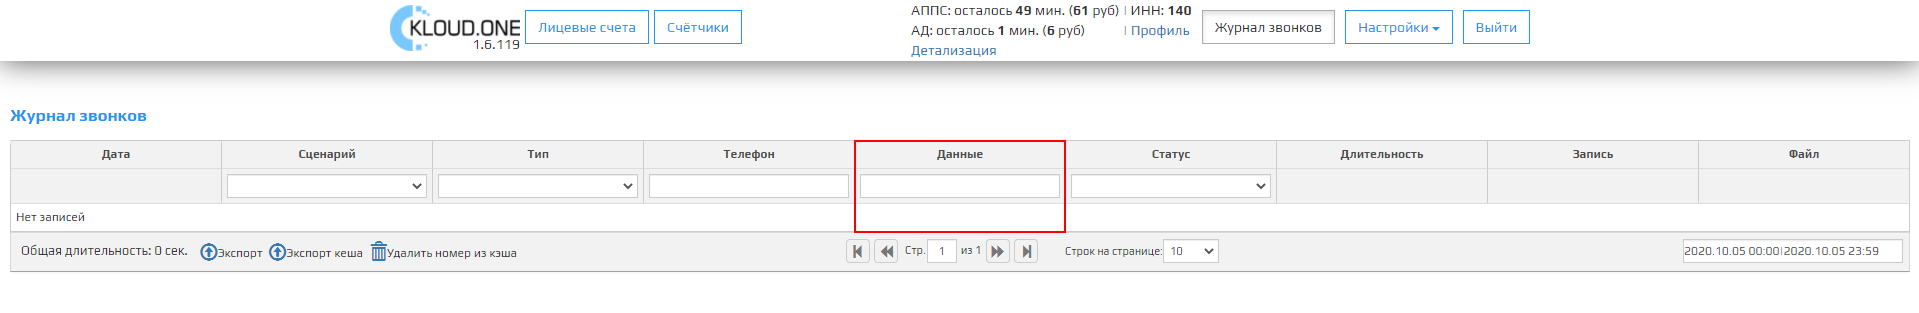 KLOUD.ONE
1.6.119
Лицевые счета
Счётчики
АППС: осталось 49 мин. (61 руб) | ИНН: 140
АД: осталось 1 мин. (6 руб) | Профиль
Детализация
Журнал звонков
Настройки
Выйти
Журнал звонков
Дата Сценарий Тип Телефон Данные Статус Длительность Запись Файл
Нет записей
Общая длительность: 0 сек. Экспорт Экспорт кеша Удалить номер из кэша Стр. 1 из 1 Строк на странице: 10 2020.10.05 00:00|2020.10.05 23:59